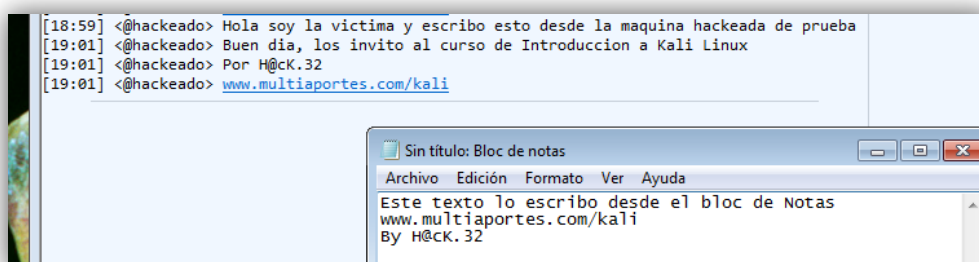 [18:59] <@hackeado> Hola soy la victima y escribo esto desde la maquina hackeada de prueba
[19:01] <@hackeado> Buen dia, los invito al curso de Introduccion a Kali Linux
[19:01] <@hackeado> Por H@cK.32
[19:01] <@hackeado> www.multiaportes.com/kali
Sin título: Bloc de notas
Archivo Edición Formato Ver Ayuda
Este texto lo escribo desde el bloc de Notas
www.multiaportes.com/kali
By H@cK.32